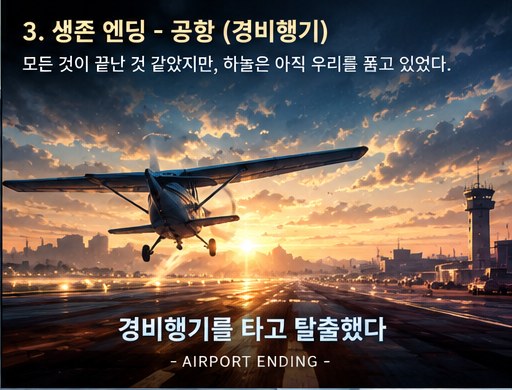 3. 생존 엔딩 - 공항 (경비행기)
모든 것이 끝난 것 같았지만, 하늘은 아직 우리를 품고 있었다.
경비행기를 타고 탈출했다
- AIRPORT ENDING -